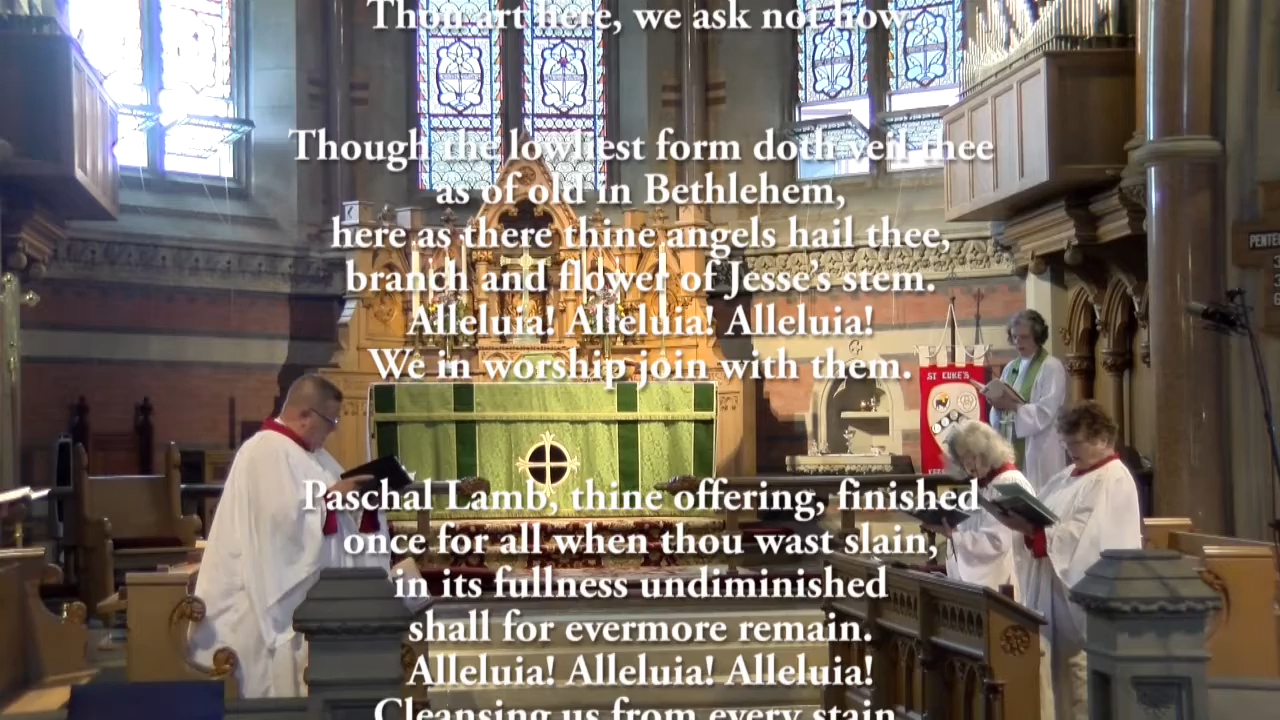 Thou art here, we ask not how
Though the lowliest form doth veil thee
as of old in Bethlehem,
here as there thine angels hail thee,
branch and flower of Jesse's stem.
Alleluia! Alleluia! Alleluia!
We in worship join with them.
Paschal Lamb, thine offering, finished
once for all when thou wast slain,
in its fullness undiminished
shall for evermore remain.
Alleluia! Alleluia! Alleluia!
Cleansing us from every stain
PENTE
ST LUKE'S